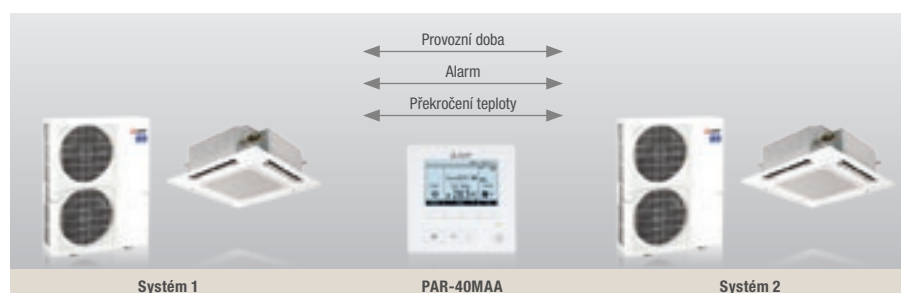 Provozní doba
Alarm
Překročení teploty
Systém 1
PAR-40MAA
Systém 2